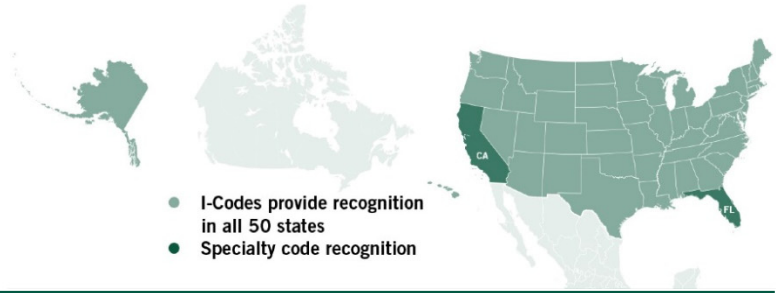 CA
FL
I-Codes provide recognition
in all 50 states
Specialty code recognition